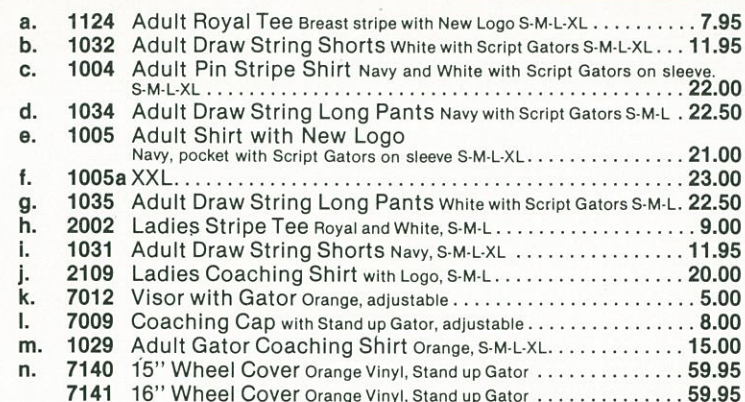 a. 1124 Adult Royal Tee Breast stripe with New Logo S-M-L-XL .......... 7.95
b. 1032 Adult Draw String Shorts White with Script Gators S-M-L-XL... 11.95
c. 1004 Adult Pin Stripe Shirt Navy and White with Script Gators on sleeve.
S-M-L-XL ........................................ 22.00
d. 1034 Adult Draw String Long Pants Navy with Script Gators S-M-L . 22.50
e. 1005 Adult Shirt with New Logo
Navy, pocket with Script Gators on sleeve S-M-L-XL................ 21.00
f. 1005a XXL............................................ 23.00
g. 1035 Adult Draw String Long Pants White with Script Gators S-M-L. 22.50
h. 2002 Ladies Stripe Tee Royal and White, S-M-L ................. 9.00
i. 1031 Adult Draw String Shorts Navy, S-M-L-XL ................ 11.95
j. 2109 Ladies Coaching Shirt with Logo, S-M-L.................. 20.00
k. 7012 Visor with Gator Orange, adjustable ..................... 5.00
l. 7009 Coaching Cap with Stand up Gator, adjustable .............. 8.00
m. 1029 Adult Gator Coaching Shirt Orange, S-M-L-XL............. 15.00
n. 7140 15'' Wheel Cover Orange Vinyl, Stand up Gator ............. 59.95
7141 16'' Wheel Cover Orange Vinyl, Stand up Gator ............. 59.95